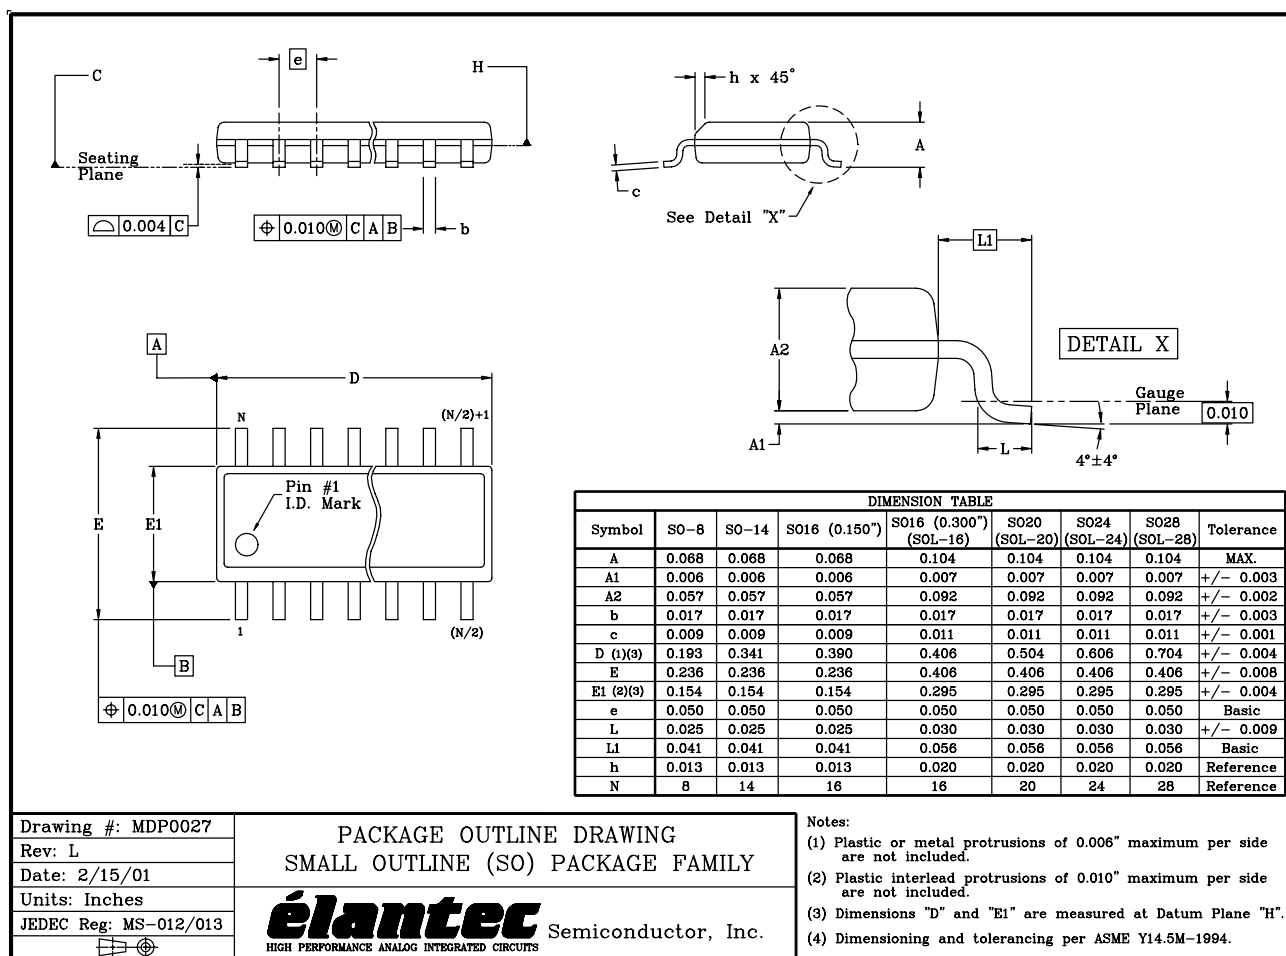 e
C
H
h x 45°
A
Seating
Plane
c
See Detail "X"
0.004 C
⌖ 0.010Ⓜ C A B
b
L1
A2
DETAIL X
Gauge
Plane
0.010
A1
L
4°±4°
A
D
N
(N/2)+1
Pin #1
I.D. Mark
E
E1
1
(N/2)
B
⌖ 0.010Ⓜ C A B
DIMENSION TABLE
Symbol SO-8 SO-14 SO16 (0.150") SO16 (0.300") (SOL-16) SO20 (SOL-20) SO24 (SOL-24) SO28 (SOL-28) Tolerance
A 0.068 0.068 0.068 0.104 0.104 0.104 0.104 MAX.
A1 0.006 0.006 0.006 0.007 0.007 0.007 0.007 +/- 0.003
A2 0.057 0.057 0.057 0.092 0.092 0.092 0.092 +/- 0.002
b 0.017 0.017 0.017 0.017 0.017 0.017 0.017 +/- 0.003
c 0.009 0.009 0.009 0.011 0.011 0.011 0.011 +/- 0.001
D (1)(3) 0.193 0.341 0.390 0.406 0.504 0.606 0.704 +/- 0.004
E 0.236 0.236 0.236 0.406 0.406 0.406 0.406 +/- 0.008
E1 (2)(3) 0.154 0.154 0.154 0.295 0.295 0.295 0.295 +/- 0.004
e 0.050 0.050 0.050 0.050 0.050 0.050 0.050 Basic
L 0.025 0.025 0.025 0.030 0.030 0.030 0.030 +/- 0.009
L1 0.041 0.041 0.041 0.056 0.056 0.056 0.056 Basic
h 0.013 0.013 0.013 0.020 0.020 0.020 0.020 Reference
N 8 14 16 16 20 24 28 Reference
Drawing #: MDP0027
Rev: L
Date: 2/15/01
Units: Inches
JEDEC Reg: MS-012/013
PACKAGE OUTLINE DRAWING
SMALL OUTLINE (SO) PACKAGE FAMILY
élantec Semiconductor, Inc.
HIGH PERFORMANCE ANALOG INTEGRATED CIRCUITS
Notes:
(1) Plastic or metal protrusions of 0.006" maximum per side
are not included.
(2) Plastic interlead protrusions of 0.010" maximum per side
are not included.
(3) Dimensions "D" and "E1" are measured at Datum Plane "H".
(4) Dimensioning and tolerancing per ASME Y14.5M-1994.